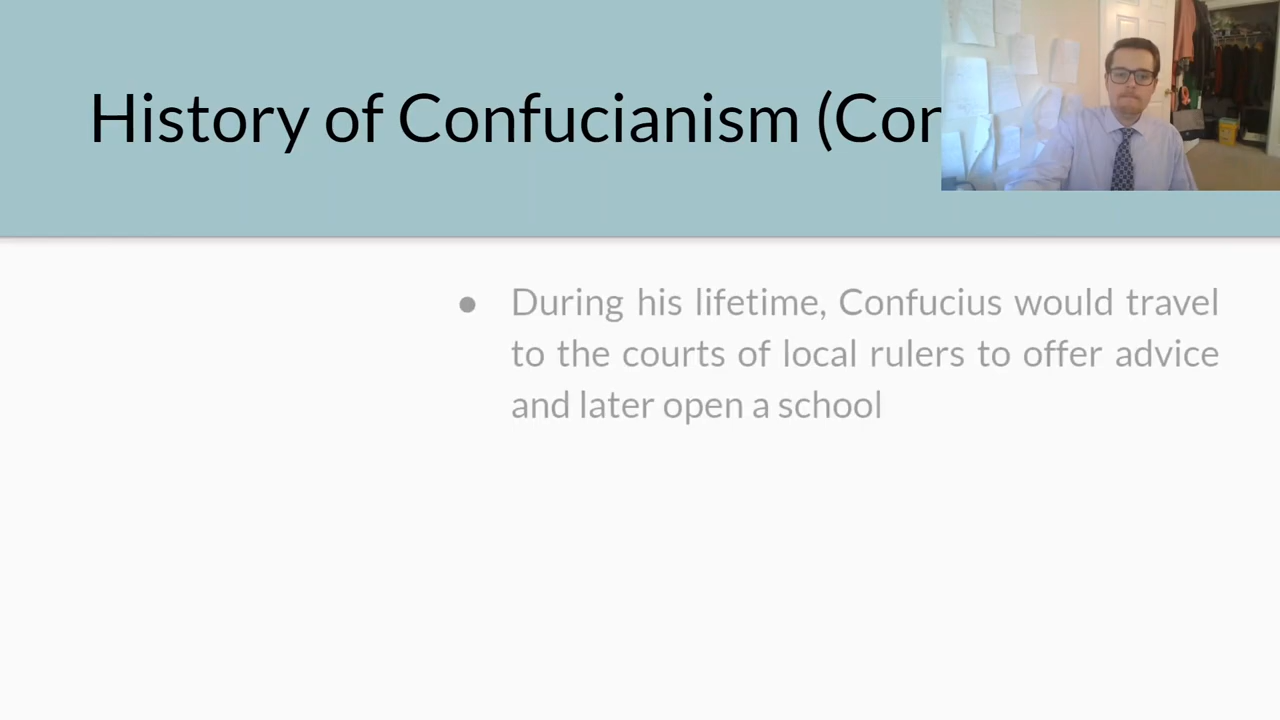 History of Confucianism (Con
● During his lifetime, Confucius would travel
to the courts of local rulers to offer advice
and later open a school